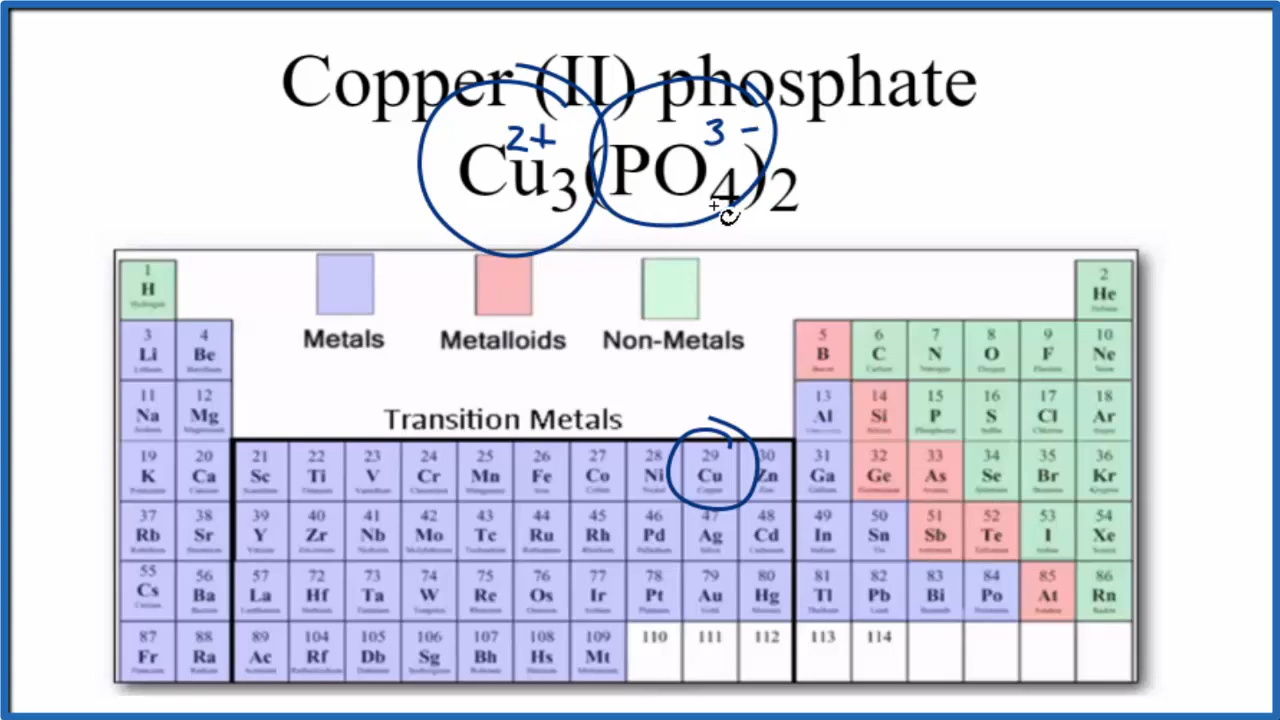 Copper (II) phosphate
2+ 3-
Cu3(PO4)2
1 2
H He
Metals Metalloids Non-Metals
3 4 5 6 7 8 9 10
Li Be B C N O F Ne
11 12 13 14 15 16 17 18
Na Mg Al Si P S Cl Ar
Transition Metals
19 20 21 22 23 24 25 26 27 28 29 30 31 32 33 34 35 36
K Ca Sc Ti V Cr Mn Fe Co Ni Cu Zn Ga Ge As Se Br Kr
37 38 39 40 41 42 43 44 45 46 47 48 49 50 51 52 53 54
Rb Sr Y Zr Nb Mo Tc Ru Rh Pd Ag Cd In Sn Sb Te I Xe
55 56 57 72 73 74 75 76 77 78 79 80 81 82 83 84 85 86
Cs Ba La Hf Ta W Re Os Ir Pt Au Hg Tl Pb Bi Po At Rn
87 88 89 104 105 106 107 108 109 110 111 112 113 114
Fr Ra Ac Rf Db Sg Bh Hs Mt